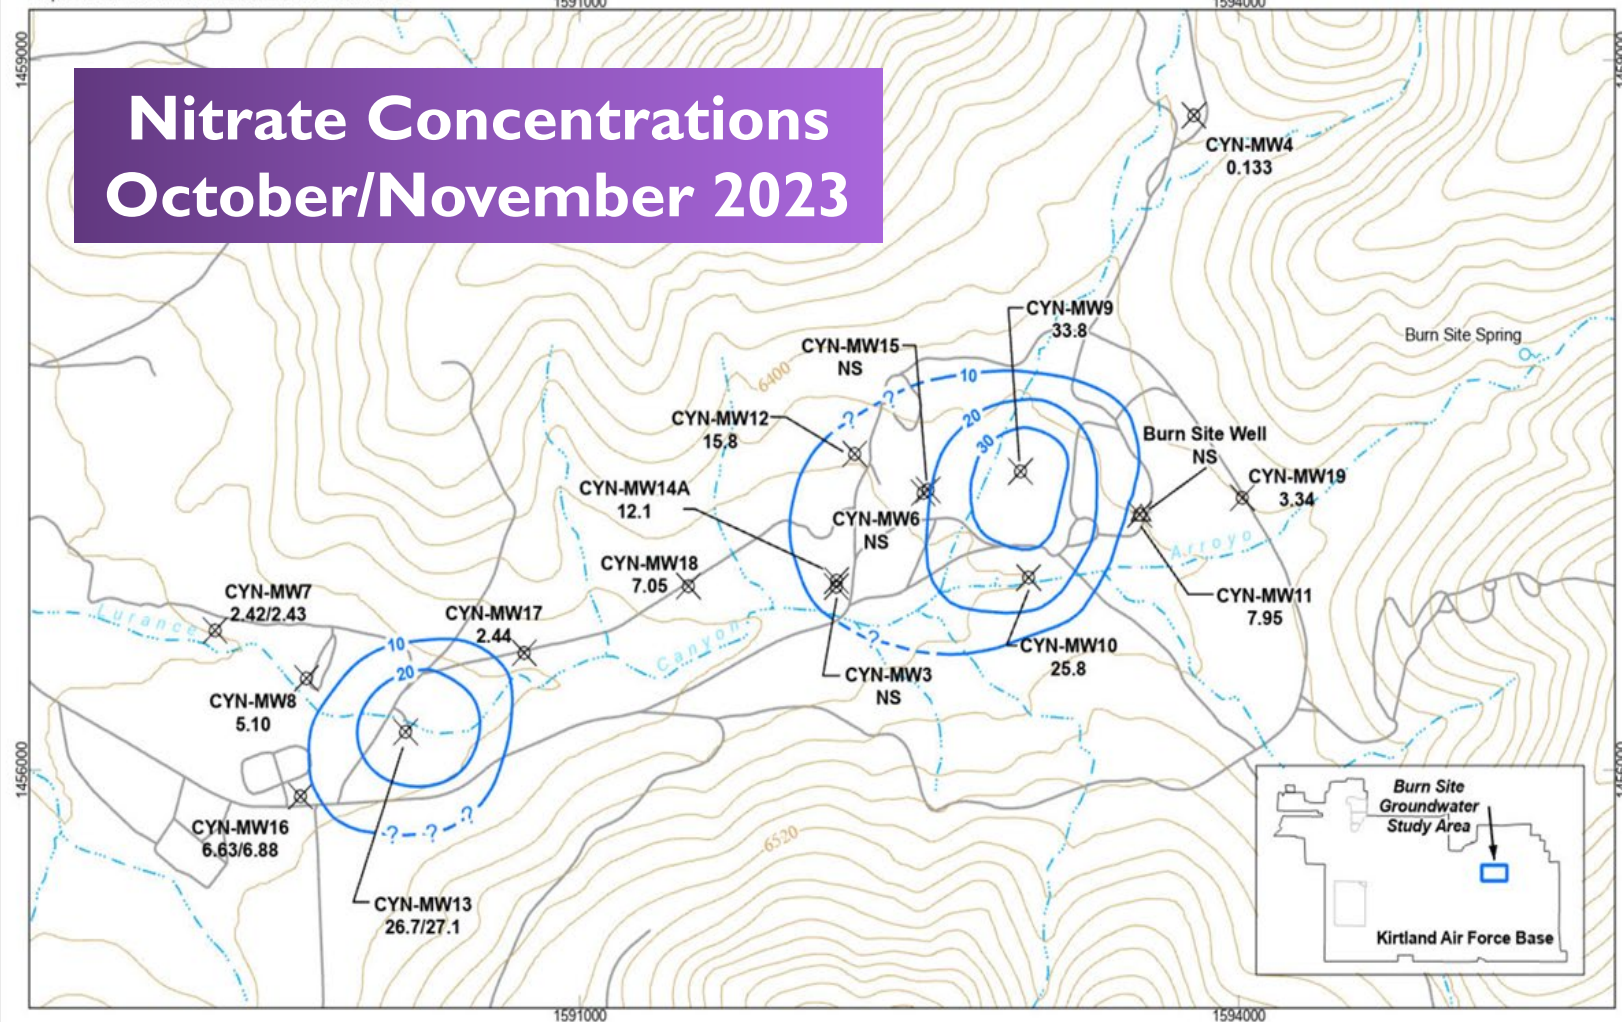 1591000
1594000
1459000
Nitrate Concentrations
October/November 2023
CYN-MW4
0.133
CYN-MW9
33.8
Burn Site Spring
CYN-MW15
NS
6400
10
?
?
20
30
CYN-MW12
15.8
Burn Site Well
NS
CYN-MW19
3.34
CYN-MW14A
12.1
CYN-MW6
NS
Arroyo
CYN-MW18
7.05
CYN-MW7
2.42/2.43
CYN-MW11
7.95
Lurance
CYN-MW17
2.44
Canyon
?
10
CYN-MW10
25.8
20
CYN-MW3
NS
CYN-MW8
5.10
1456000
CYN-MW16
6.63/6.88
? ? ?
6520
CYN-MW13
26.7/27.1
Burn Site
Groundwater
Study Area
Kirtland Air Force Base
1591000
1594000